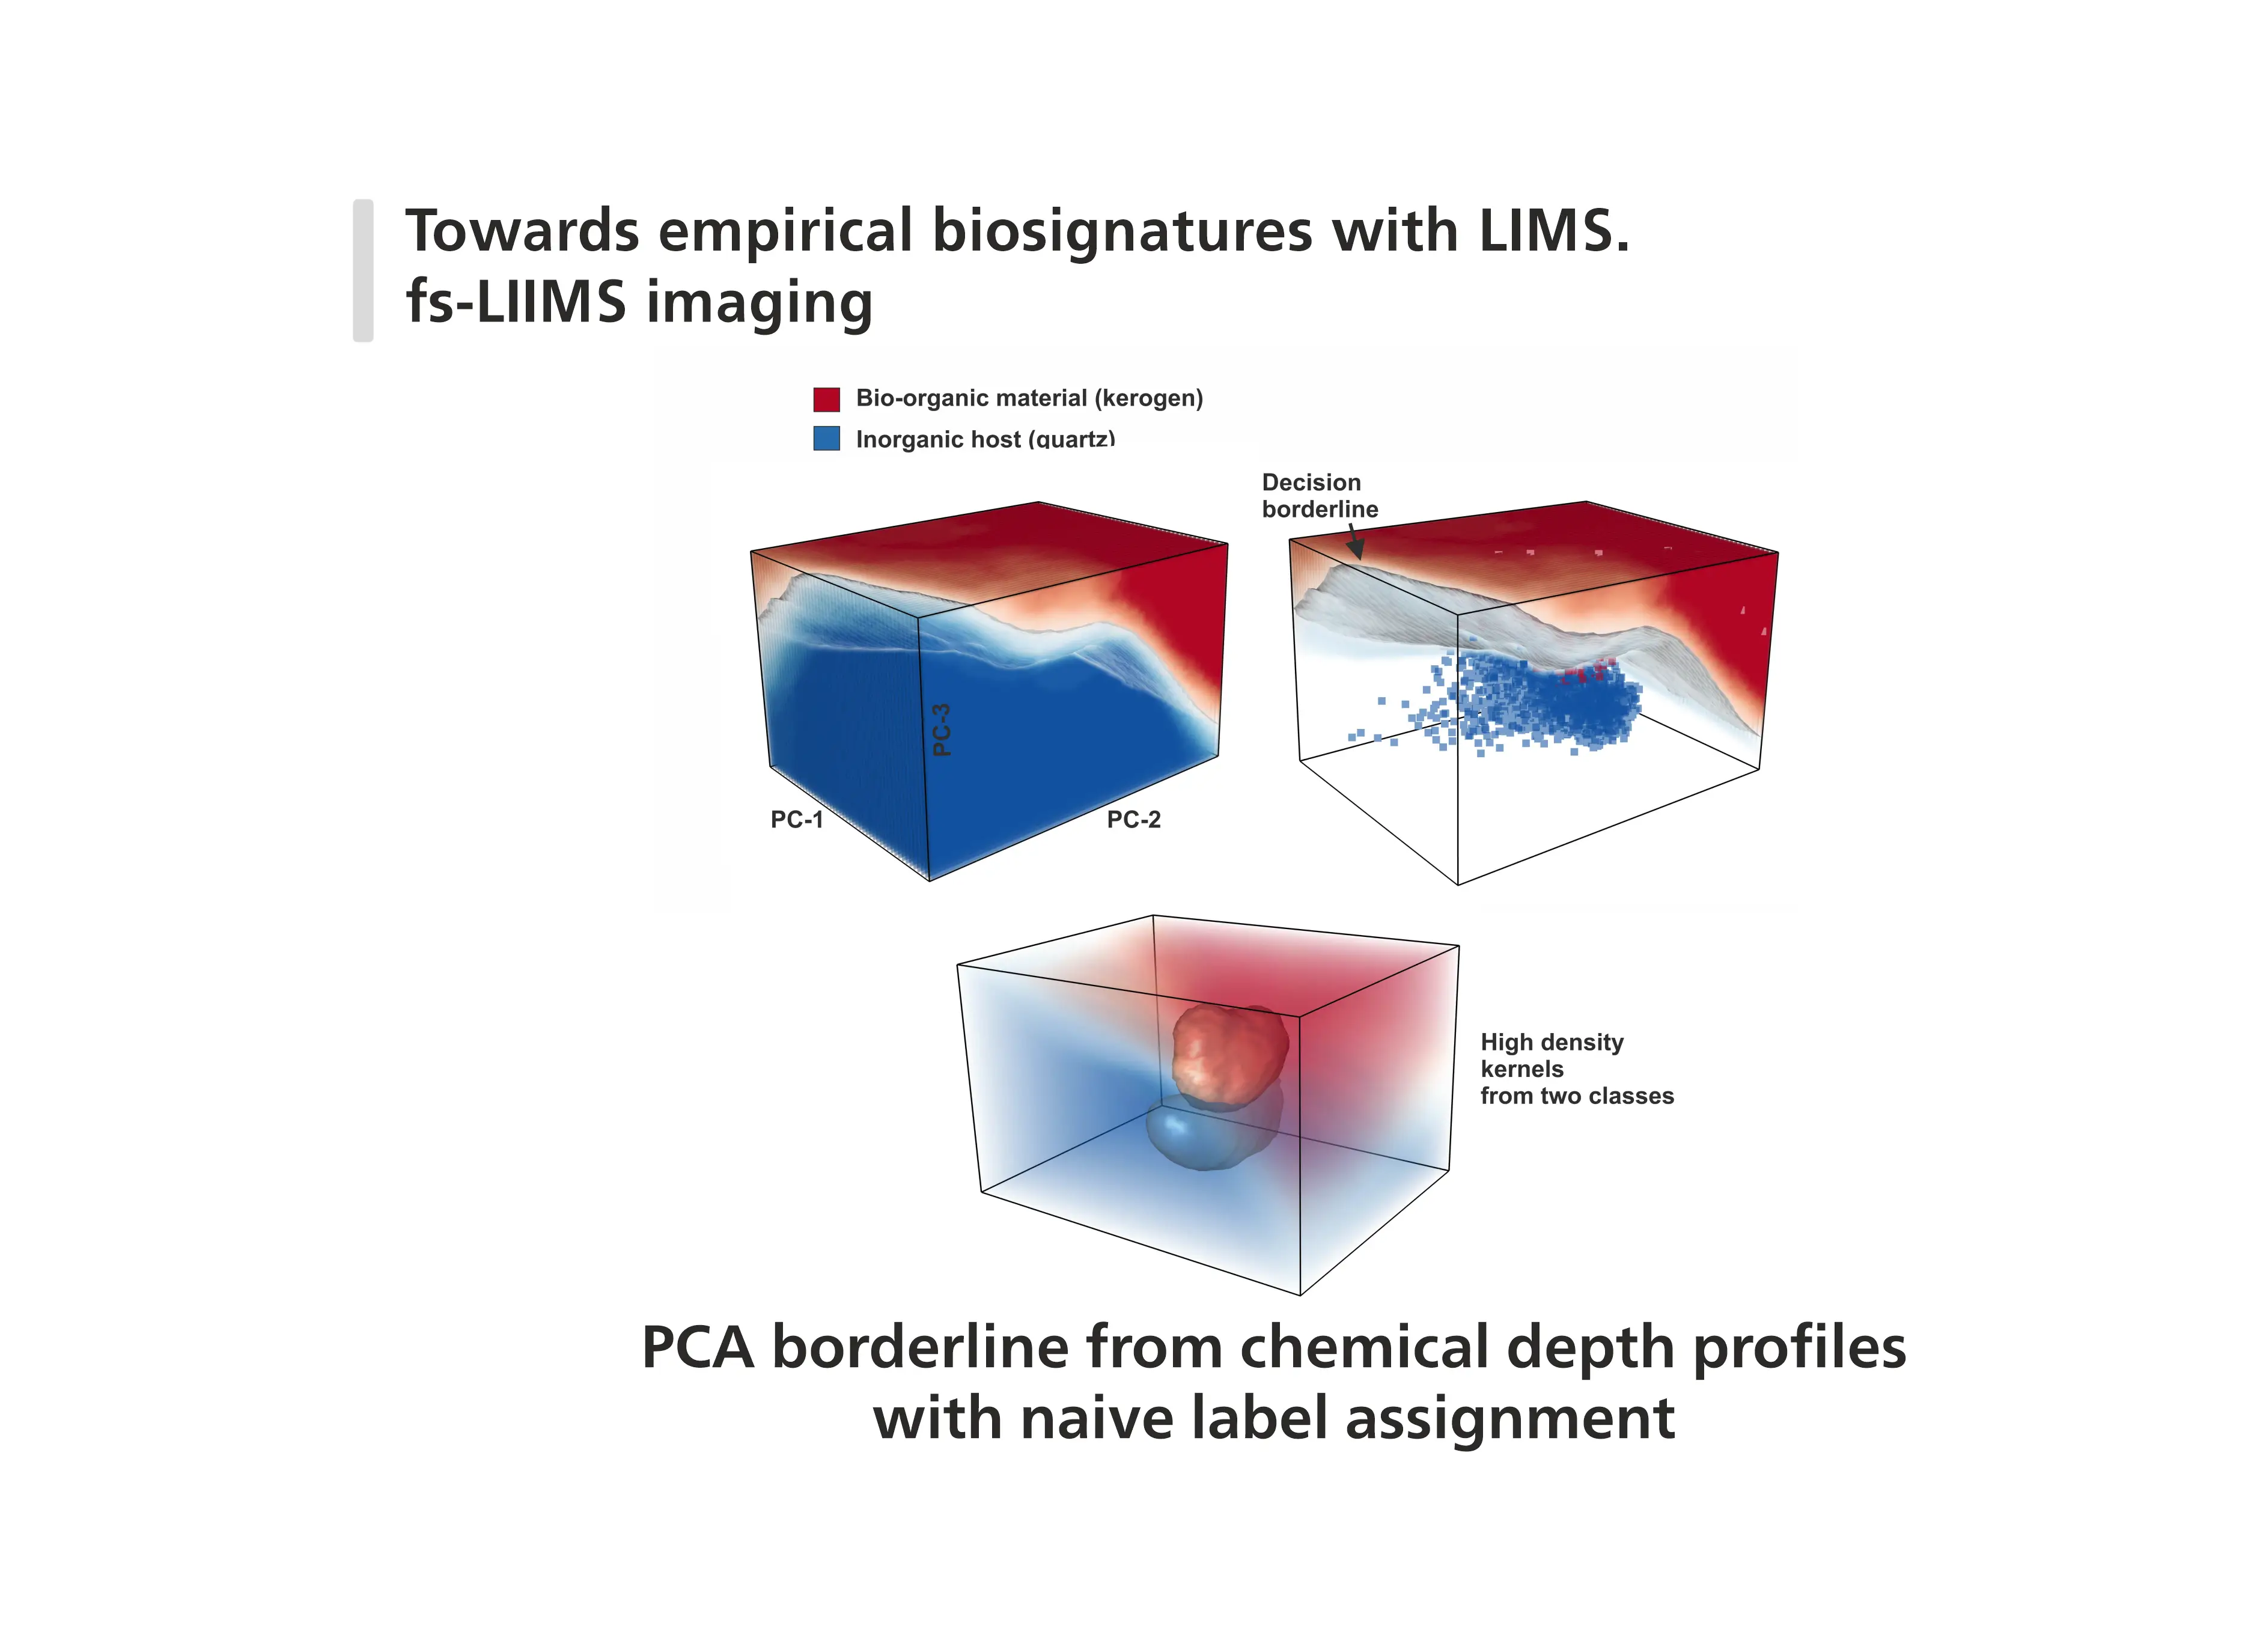 Towards empirical biosignatures with LIMS.
fs-LIIMS imaging
Bio-organic material (kerogen)
Inorganic host (quartz)
Decision
borderline
PC-3
PC-1
PC-2
High density
kernels
from two classes
PCA borderline from chemical depth profiles
with naive label assignment